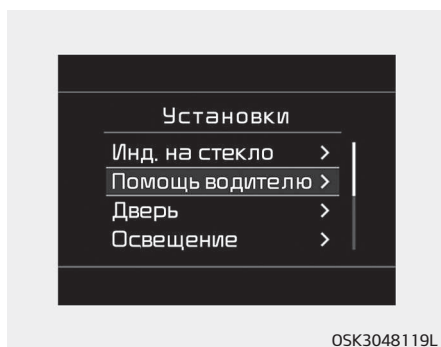 Установки
Инд. на стекло >
Помощь водителю >
Дверь >
Освещение >
OSK3048119L